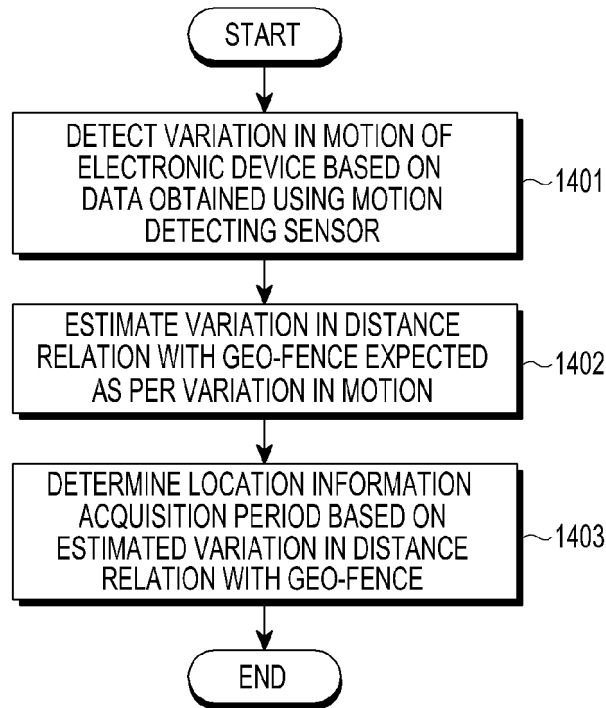 START
DETECT VARIATION IN MOTION OF
ELECTRONIC DEVICE BASED ON
DATA OBTAINED USING MOTION
DETECTING SENSOR
1401
ESTIMATE VARIATION IN DISTANCE
RELATION WITH GEO-FENCE EXPECTED
AS PER VARIATION IN MOTION
1402
DETERMINE LOCATION INFORMATION
ACQUISITION PERIOD BASED ON
ESTIMATED VARIATION IN DISTANCE
RELATION WITH GEO-FENCE
1403
END